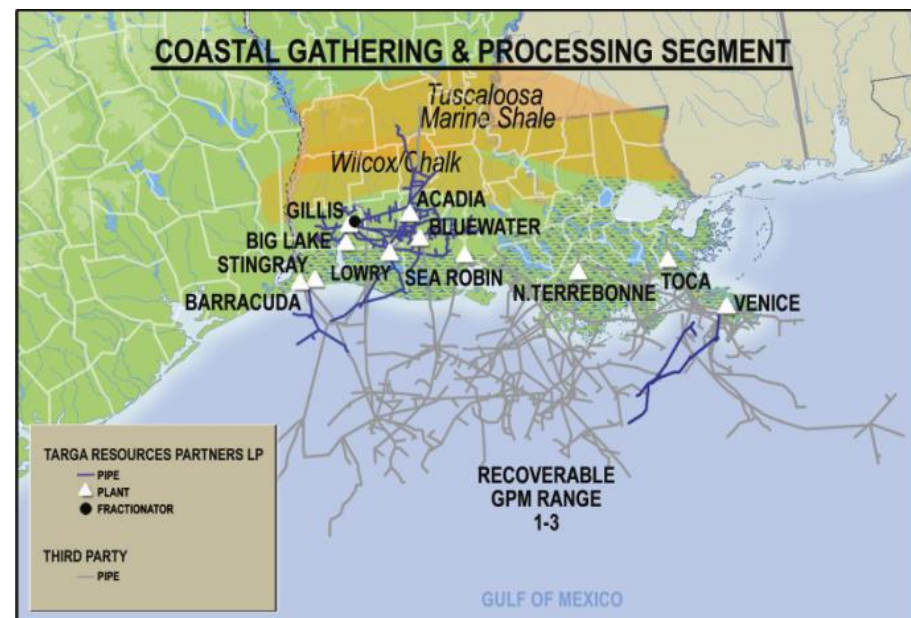 COASTAL GATHERING & PROCESSING SEGMENT
Tuscaloosa
Marine Shale
Wilcox/Chalk
GILLIS
ACADIA
BIG LAKE
BLUEWATER
STINGRAY
LOWRY
SEA ROBIN
BARRACUDA
N.TERREBONNE
TOCA
VENICE
RECOVERABLE
GPM RANGE
1-3
TARGA RESOURCES PARTNERS LP
PIPE
PLANT
FRACTIONATOR
THIRD PARTY
PIPE
GULF OF MEXICO